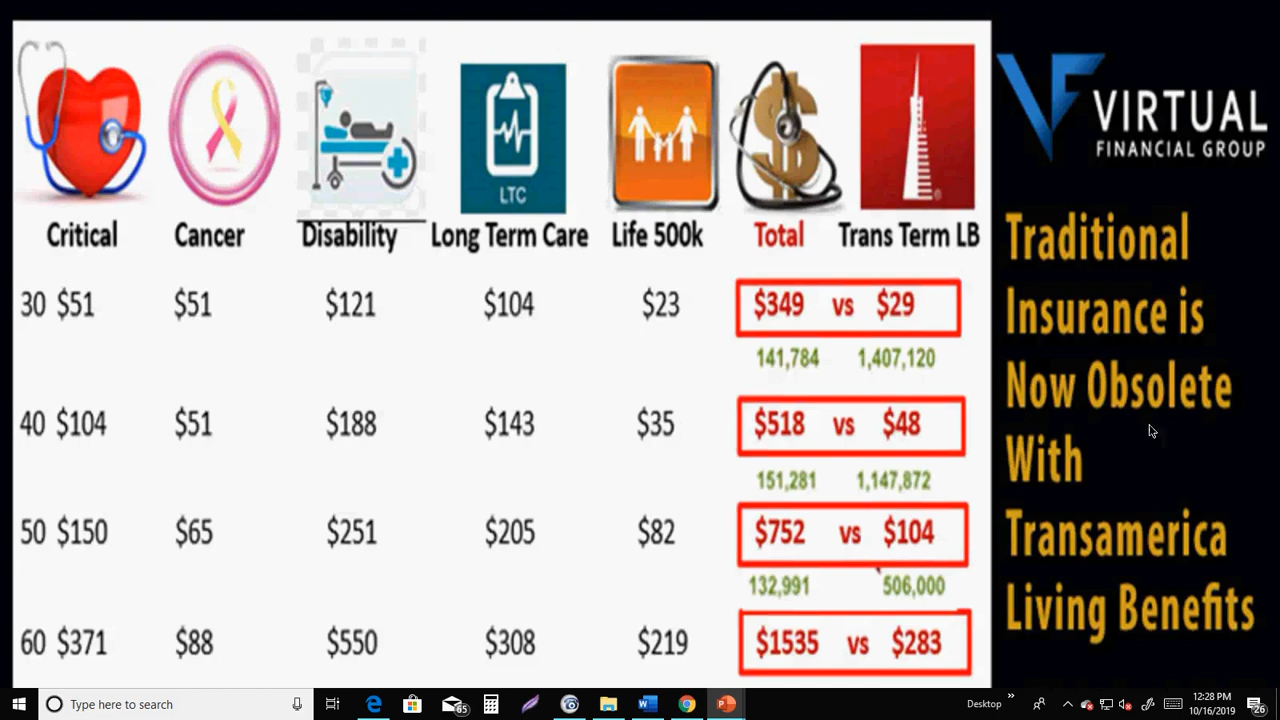 LTC
Critical Cancer Disability Long Term Care Life 500k Total Trans Term LB
30 $51 $51 $121 $104 $23 $349 vs $29
141,784 1,407,120
40 $104 $51 $188 $143 $35 $518 vs $48
151,281 1,147,872
50 $150 $65 $251 $205 $82 $752 vs $104
132,991 506,000
60 $371 $88 $550 $308 $219 $1535 vs $283
VF VIRTUAL
FINANCIAL GROUP
Traditional
Insurance is
Now Obsolete
With
Transamerica
Living Benefits
Type here to search
65
Desktop
12:28 PM
10/16/2019
26